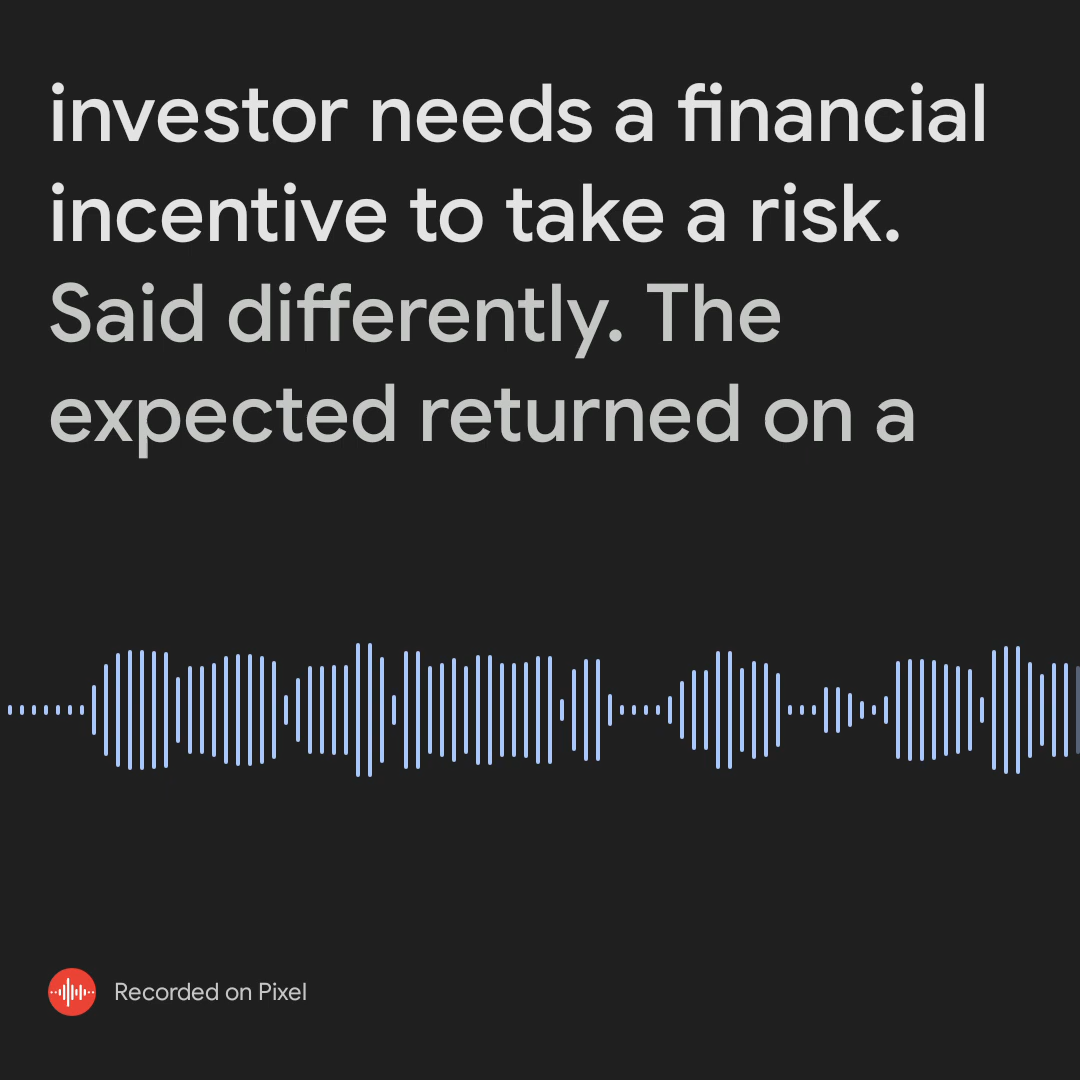 investor needs a financial
incentive to take a risk.
Said differently. The
expected returned on a
Recorded on Pixel